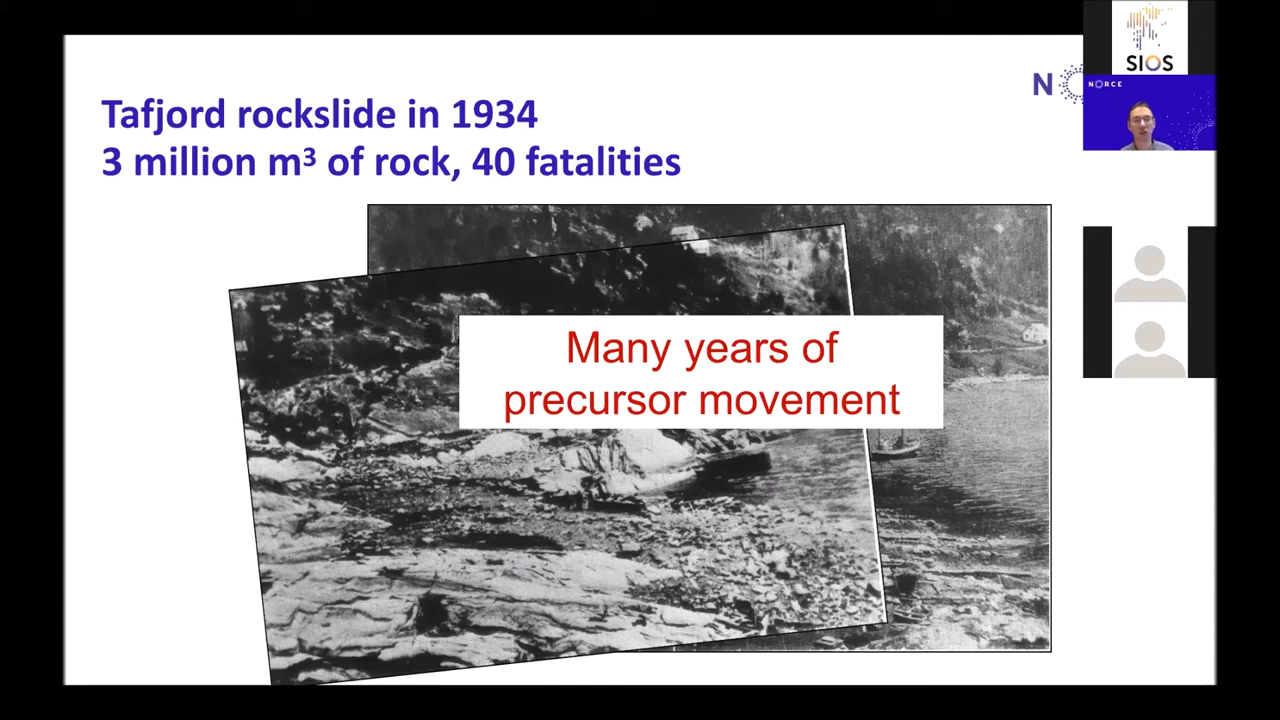 Tafjord rockslide in 1934
3 million m³ of rock, 40 fatalities
Many years of
precursor movement
N
SIOS
NORCE